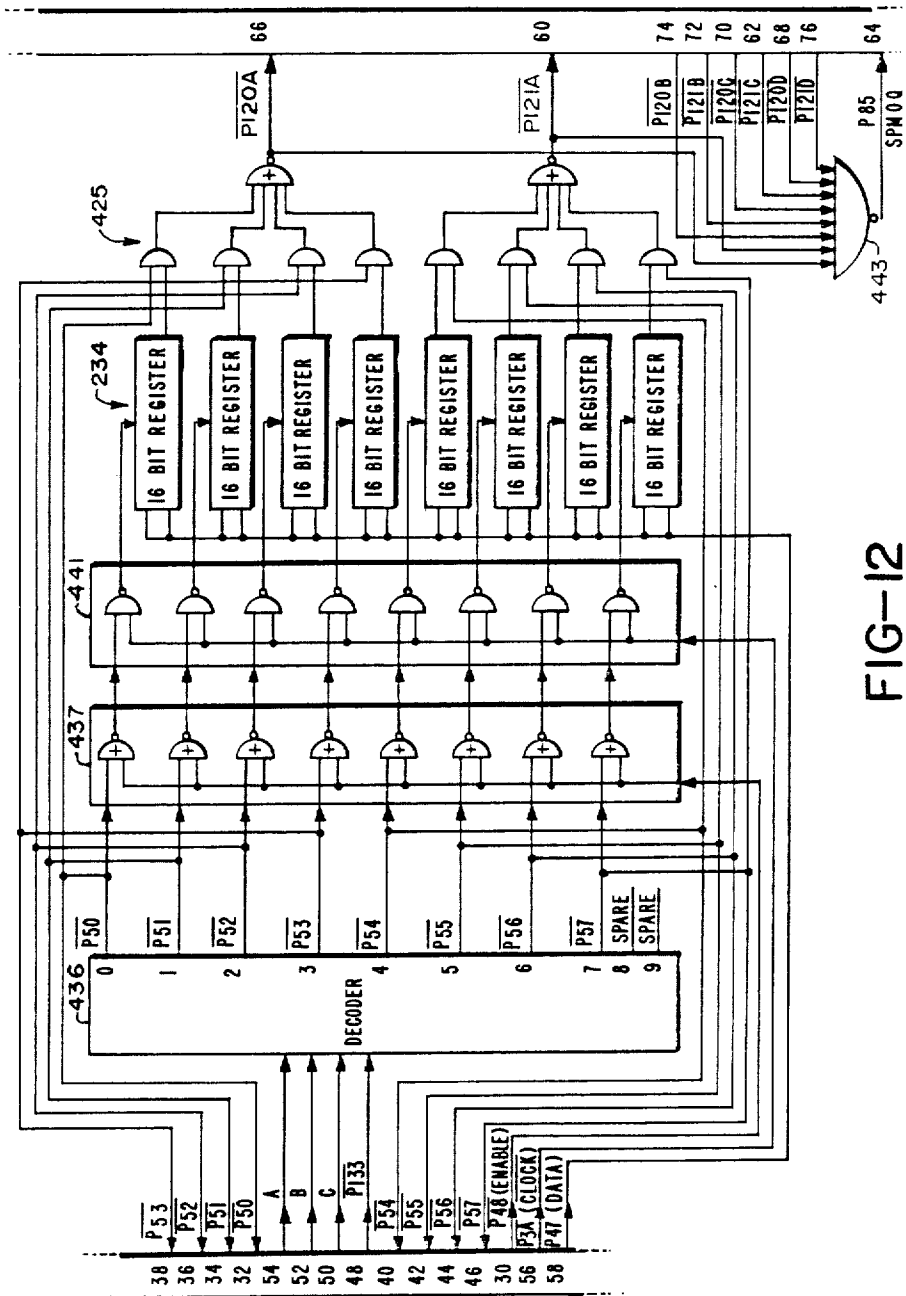 66
60
74
72
70
62
68
76
64
P120A
P121A
P120B
P121B
P120C
P121C
P120D
P121D
P85
SPM0Q
425
443
234
16 BIT REGISTER
16 BIT REGISTER
16 BIT REGISTER
16 BIT REGISTER
16 BIT REGISTER
16 BIT REGISTER
16 BIT REGISTER
16 BIT REGISTER
441
437
+
+
+
+
+
+
+
+
+
+
436
DECODER
0
1
2
3
4
5
6
7
8
9
P50
P51
P52
P53
P54
P55
P56
P57
SPARE
SPARE
38 P53
36 P52
34 P51
32 P50
54 A
52 B
50 C
48 P133
40 P54
42 P55
44 P56
46 P57
30 P48 (ENABLE)
56 P3A (CLOCK)
58 P47 (DATA)
FIG-12